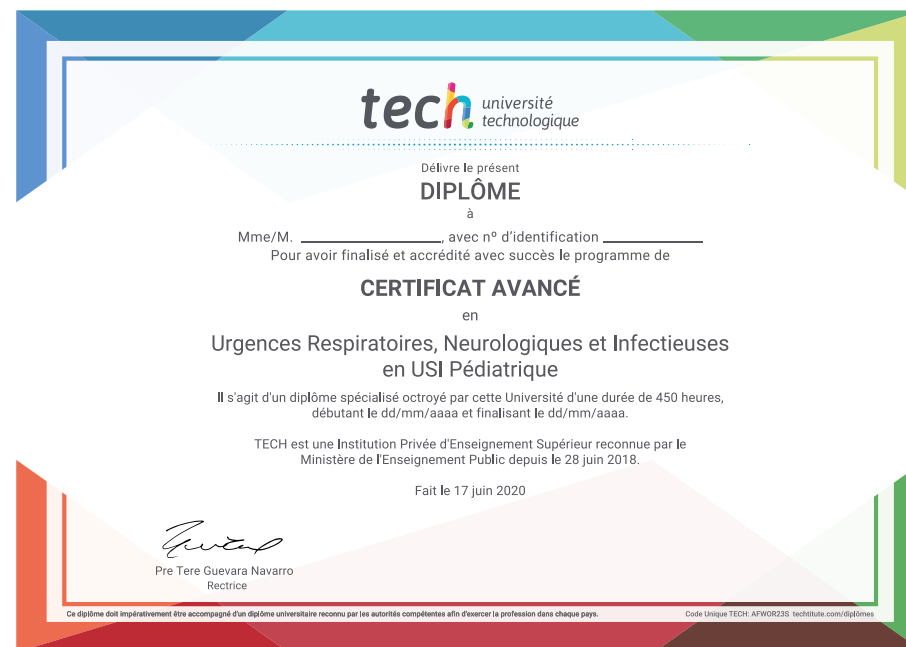 tech université
technologique
Délivre le présent
DIPLÔME
à
Mme/M. ____________________, avec nº d'identification ______________
Pour avoir finalisé et accrédité avec succès le programme de
CERTIFICAT AVANCÉ
en
Urgences Respiratoires, Neurologiques et Infectieuses
en USI Pédiatrique
Il s'agit d'un diplôme spécialisé octroyé par cette Université d'une durée de 450 heures,
débutant le dd/mm/aaaa et finalisant le dd/mm/aaaa.
TECH est une Institution Privée d'Enseignement Supérieur reconnue par le
Ministère de l'Enseignement Public depuis le 28 juin 2018.
Fait le 17 juin 2020
Pre Tere Guevara Navarro
Rectrice
Ce diplôme doit impérativement être accompagné d'un diplôme universitaire reconnu par les autorités compétentes afin d'exercer la profession dans chaque pays.
Code Unique TECH: AFWOR23S techtitute.com/diplômes